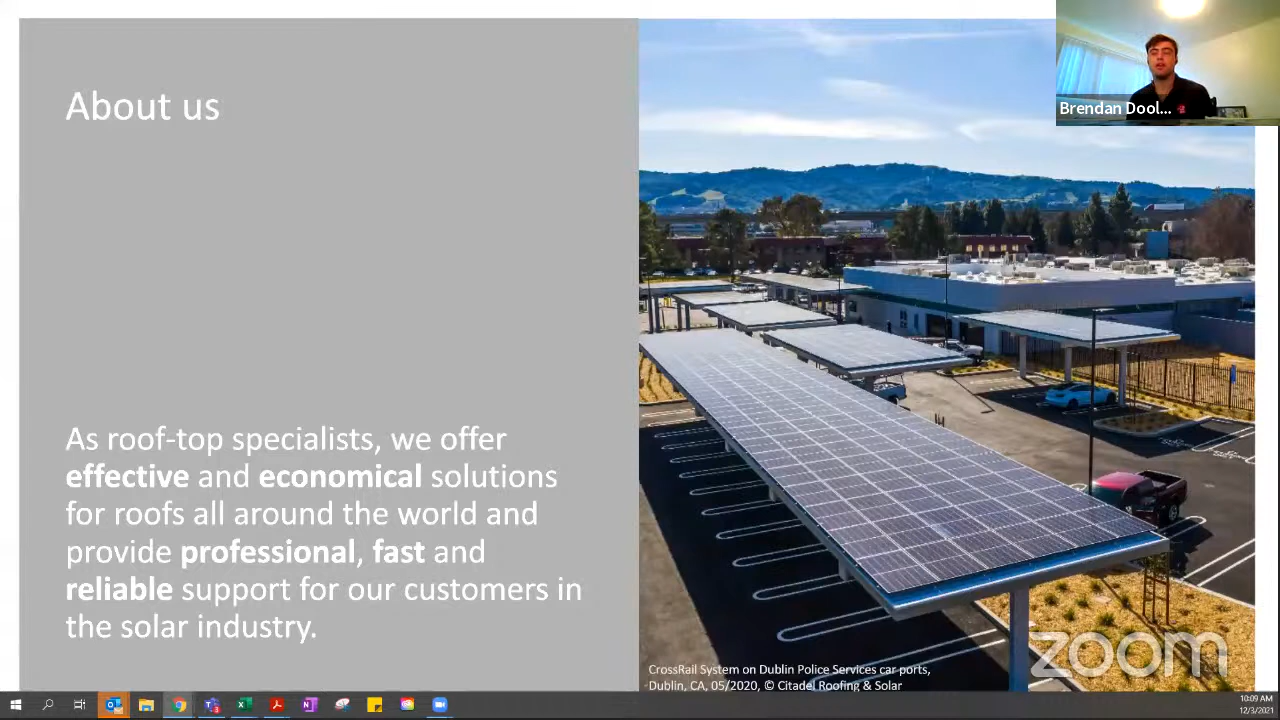 About us
As roof-top specialists, we offer
effective and economical solutions
for roofs all around the world and
provide professional, fast and
reliable support for our customers in
the solar industry.
Brendan Dool...
CrossRail System on Dublin Police Services car ports,
Dublin, CA, 05/2020, © Citadel Roofing & Solar
zoom
10:09 AM
12/3/2021